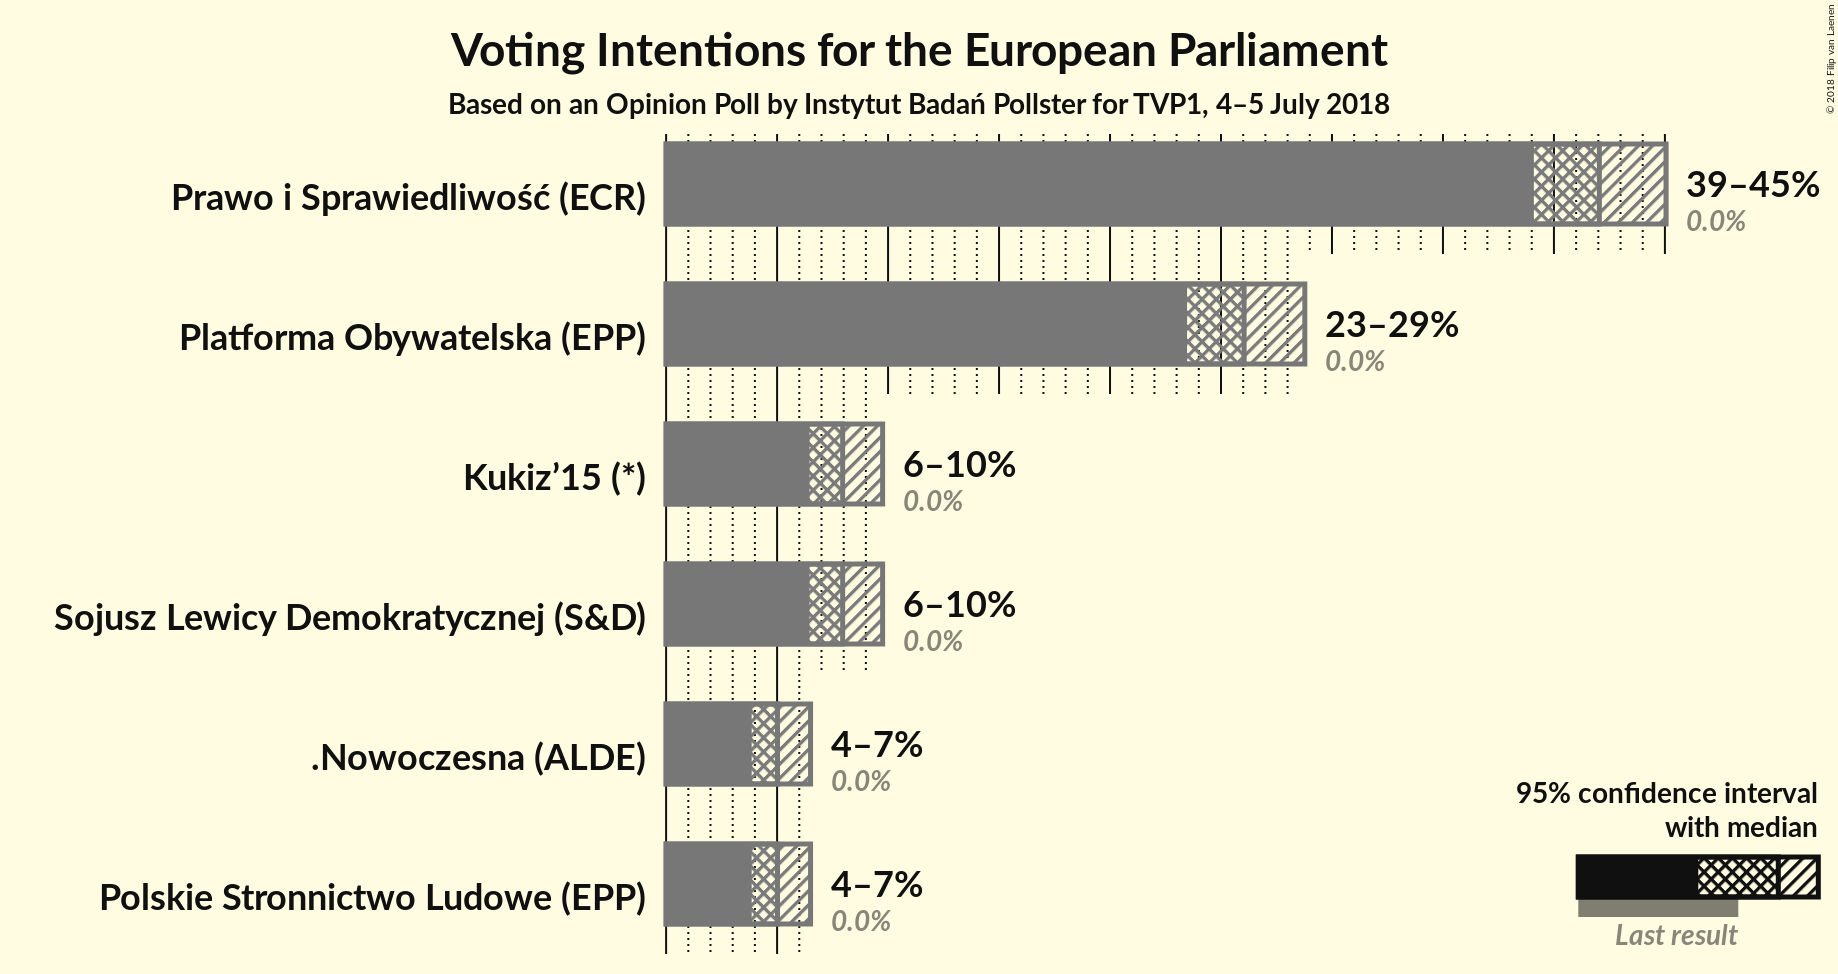 Voting Intentions for the European Parliament
Based on an Opinion Poll by Instytut Badań Pollster for TVP1, 4–5 July 2018
© 2018 Filip van Laenen
Prawo i Sprawiedliwość (ECR)
39–45%
0.0%
Platforma Obywatelska (EPP)
23–29%
0.0%
Kukiz’15 (*)
6–10%
0.0%
Sojusz Lewicy Demokratycznej (S&D)
6–10%
0.0%
.Nowoczesna (ALDE)
4–7%
0.0%
Polskie Stronnictwo Ludowe (EPP)
4–7%
0.0%
95% confidence interval
with median
Last result